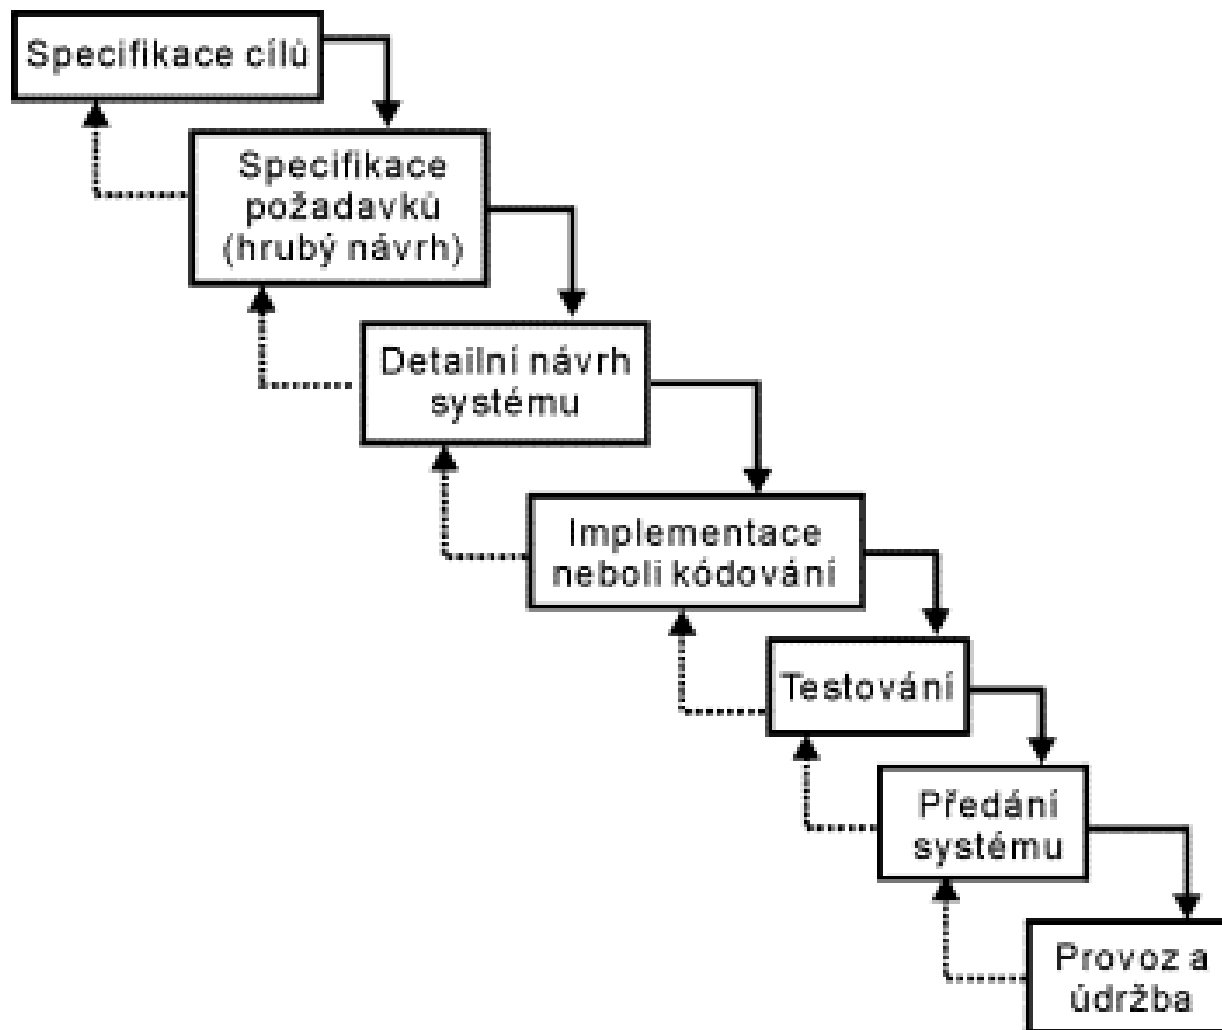 Specifikace cílů
Specifikace
požadavků
(hrubý návrh)
Detailní návrh
systému
Implementace
neboli kódování
Testování
Předání
systému
Provoz a
údržba